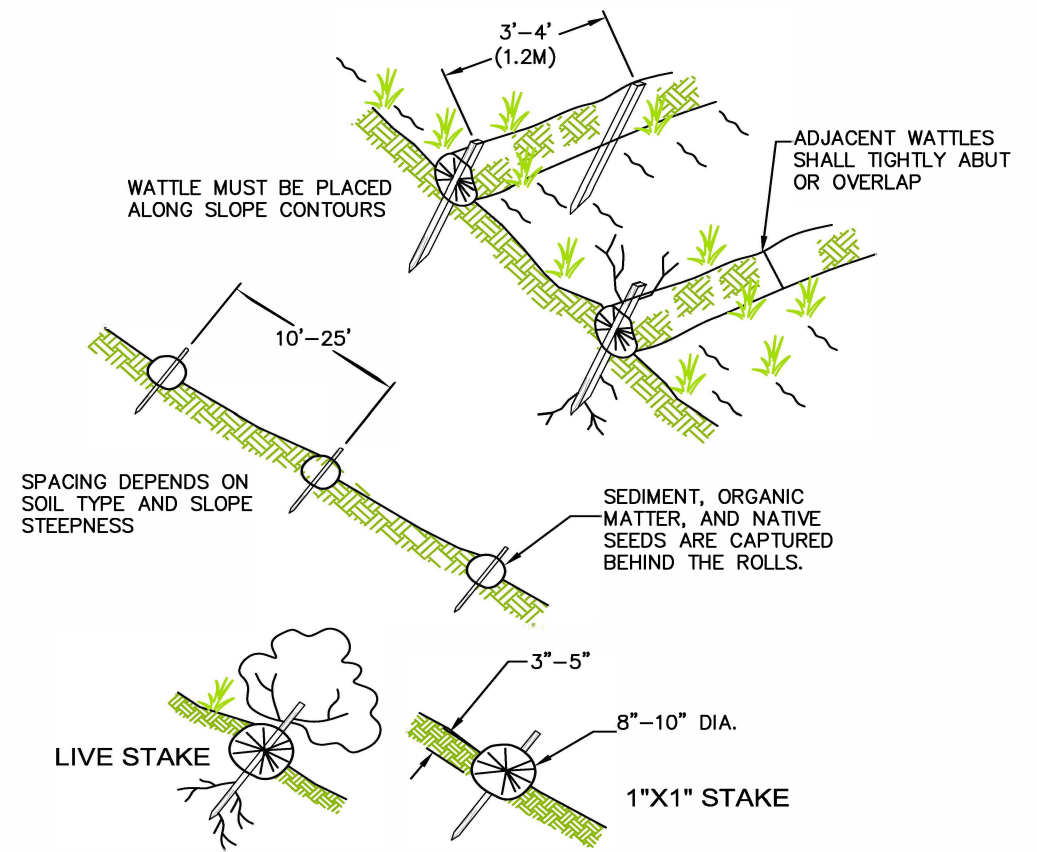 3'-4'
(1.2M)
ADJACENT WATTLES
SHALL TIGHTLY ABUT
OR OVERLAP
WATTLE MUST BE PLACED
ALONG SLOPE CONTOURS
10'-25'
SPACING DEPENDS ON
SOIL TYPE AND SLOPE
STEEPNESS
SEDIMENT, ORGANIC
MATTER, AND NATIVE
SEEDS ARE CAPTURED
BEHIND THE ROLLS.
3"-5"
8"-10" DIA.
LIVE STAKE
1"X1" STAKE